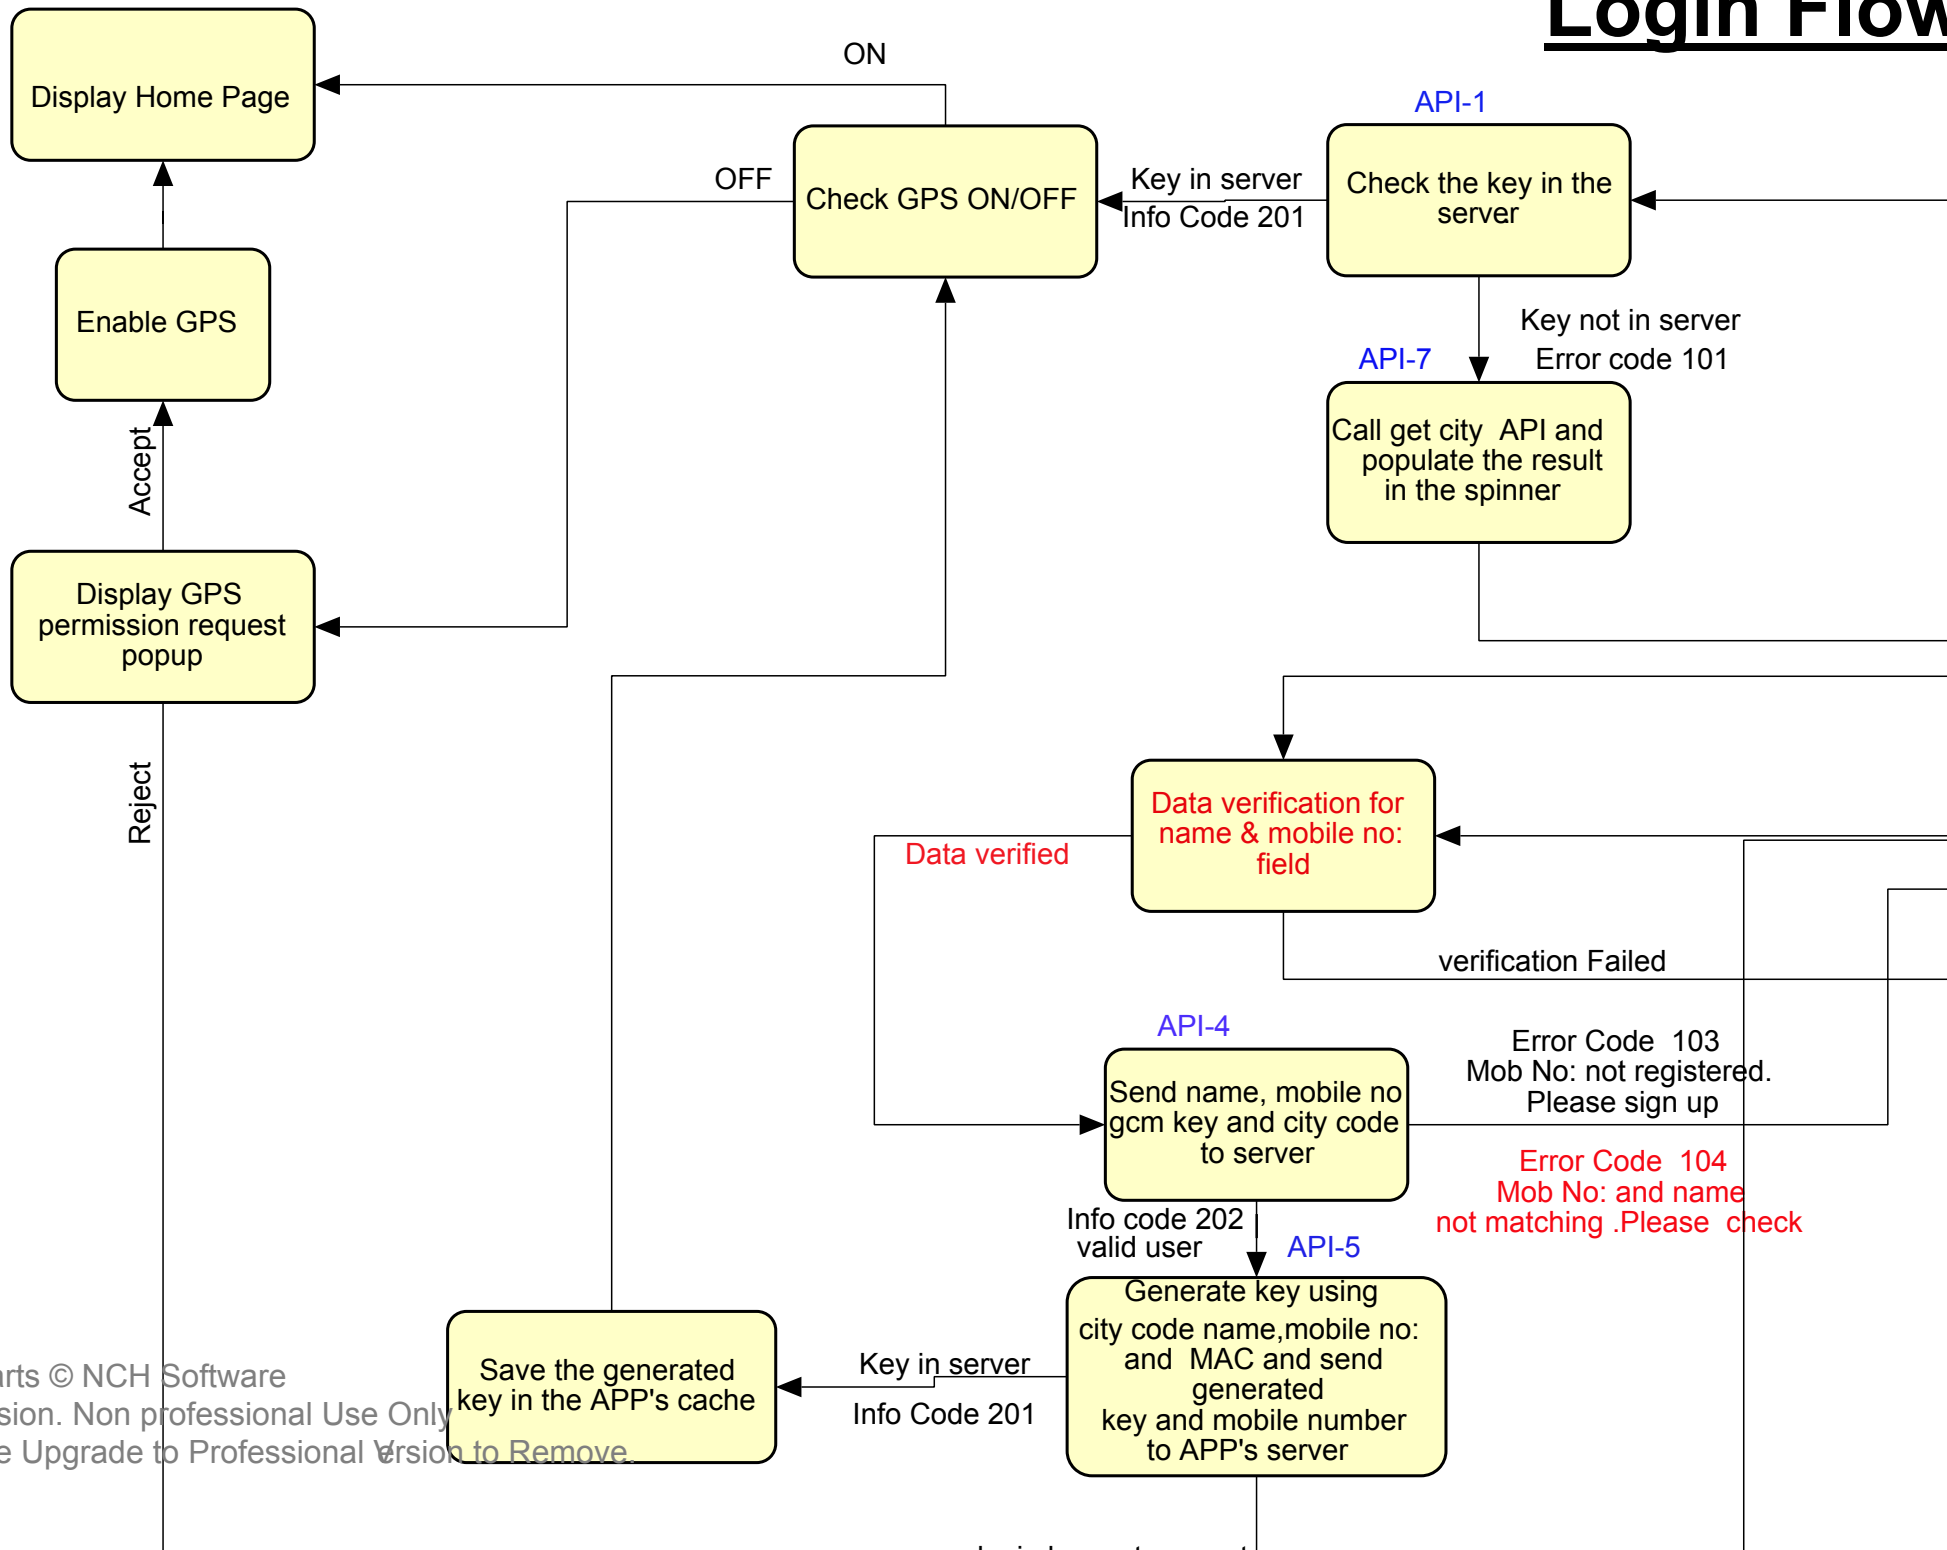 Login Flow
ON
API-1
Display Home Page
Key in server
Info Code 201
Check the key in the
server
OFF
Check GPS ON/OFF
Enable GPS
Key not in server
Error code 101
API-7
Call get city API and
populate the result
in the spinner
Accept
Display GPS
permission request
popup
Reject
Data verification for
name & mobile no:
field
Data verified
verification Failed
API-4
Send name, mobile no
gcm key and city code
to server
Error Code 103
Mob No: not registered.
Please sign up
Error Code 104
Mob No: and name
not matching .Please check
Info code 202
valid user
API-5
Generate key using
city code name,mobile no:
and MAC and send
generated
key and mobile number
to APP's server
Key in server
Info Code 201
Save the generated
key in the APP's cache
© NCH Software
Non professional Use Only
Upgrade to Professional Version to Remove.